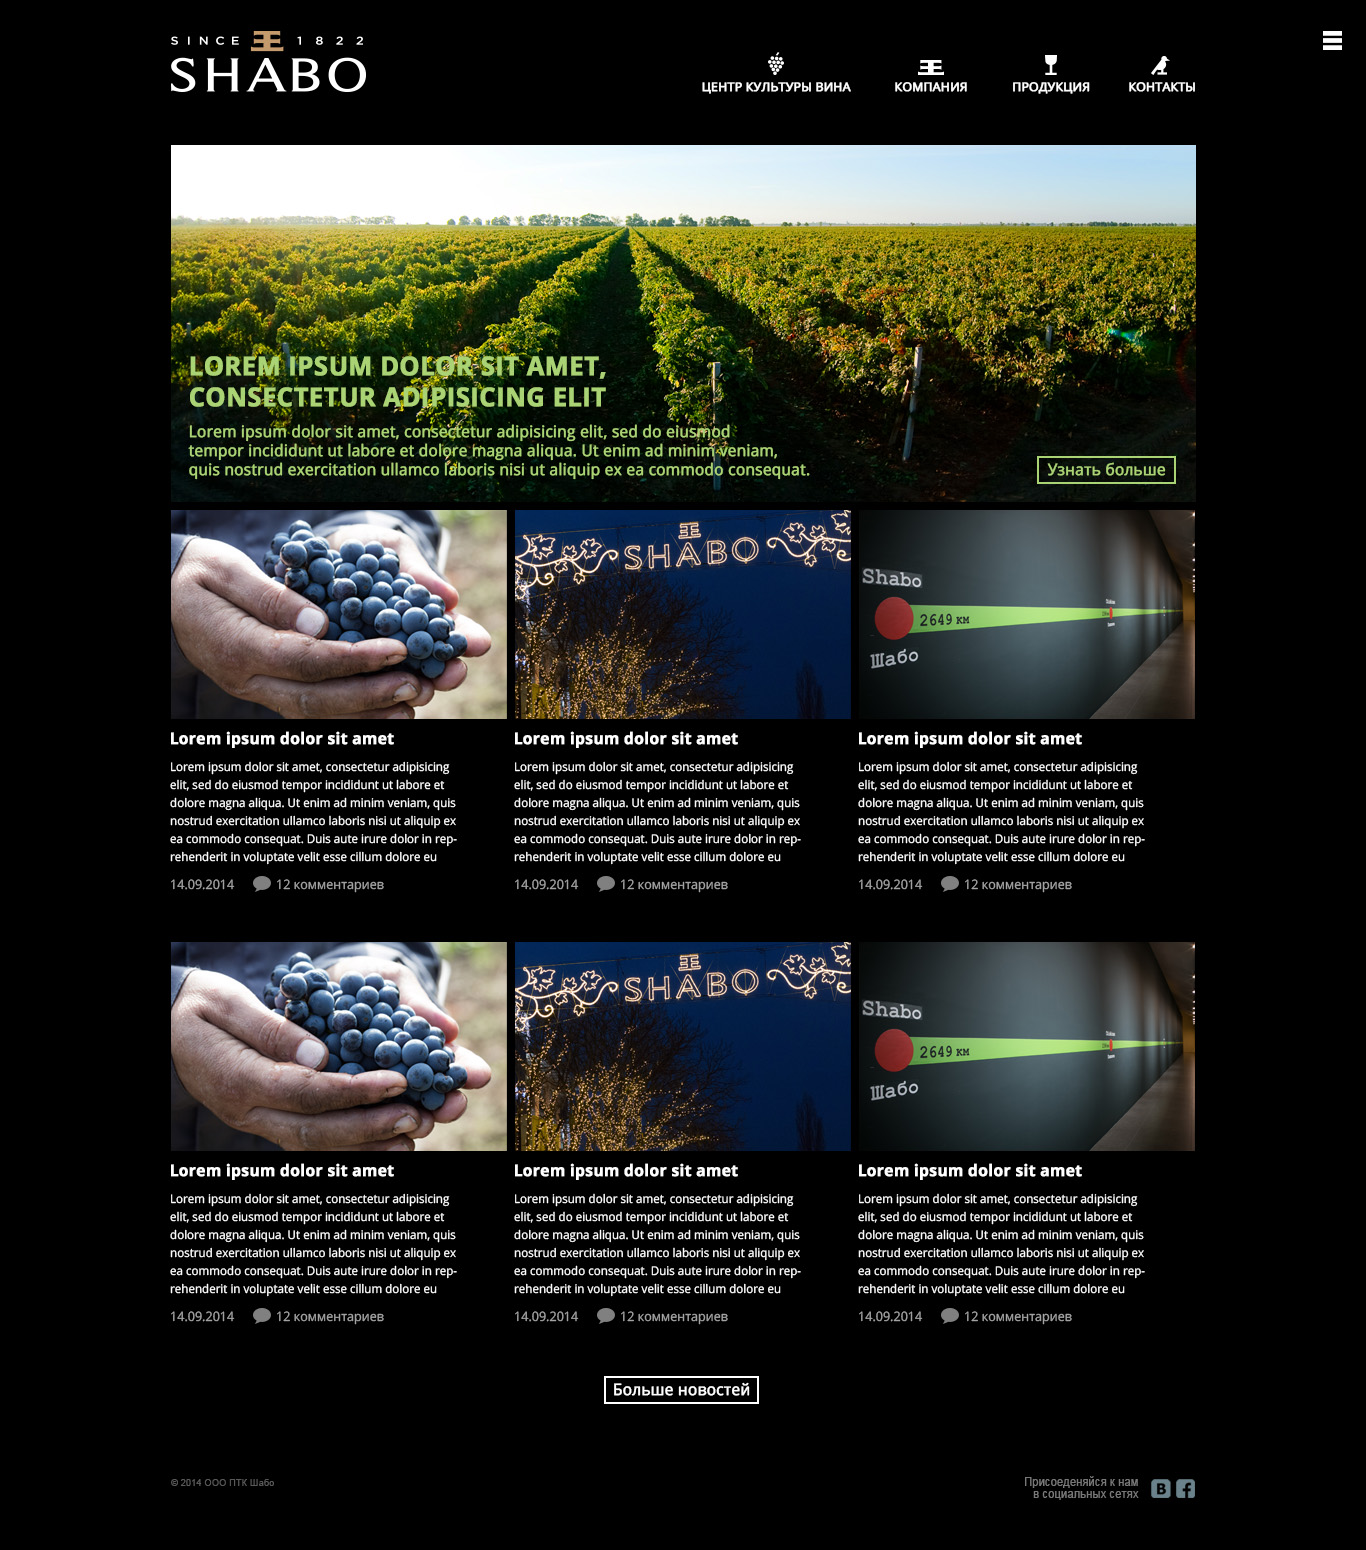 SINCE 1822
SHABO
ЦЕНТР КУЛЬТУРЫ ВИНА
КОМПАНИЯ
ПРОДУКЦИЯ
КОНТАКТЫ
LOREM IPSUM DOLOR SIT AMET,
CONSECTETUR ADIPISICING ELIT
Lorem ipsum dolor sit amet, consectetur adipisicing elit, sed do eiusmod
tempor incididunt ut labore et dolore magna aliqua. Ut enim ad minim veniam,
quis nostrud exercitation ullamco laboris nisi ut aliquip ex ea commodo consequat.
Узнать больше
Lorem ipsum dolor sit amet
Lorem ipsum dolor sit amet, consectetur adipisicing
elit, sed do eiusmod tempor incididunt ut labore et
dolore magna aliqua. Ut enim ad minim veniam, quis
nostrud exercitation ullamco laboris nisi ut aliquip ex
ea commodo consequat. Duis aute irure dolor in rep-
rehenderit in voluptate velit esse cillum dolore eu
14.09.2014
12 комментариев
SHABO
Lorem ipsum dolor sit amet
Lorem ipsum dolor sit amet, consectetur adipisicing
elit, sed do eiusmod tempor incididunt ut labore et
dolore magna aliqua. Ut enim ad minim veniam, quis
nostrud exercitation ullamco laboris nisi ut aliquip ex
ea commodo consequat. Duis aute irure dolor in rep-
rehenderit in voluptate velit esse cillum dolore eu
14.09.2014
12 комментариев
Shabo
2649 км
Шабо
Lorem ipsum dolor sit amet
Lorem ipsum dolor sit amet, consectetur adipisicing
elit, sed do eiusmod tempor incididunt ut labore et
dolore magna aliqua. Ut enim ad minim veniam, quis
nostrud exercitation ullamco laboris nisi ut aliquip ex
ea commodo consequat. Duis aute irure dolor in rep-
rehenderit in voluptate velit esse cillum dolore eu
14.09.2014
12 комментариев
Lorem ipsum dolor sit amet
Lorem ipsum dolor sit amet, consectetur adipisicing
elit, sed do eiusmod tempor incididunt ut labore et
dolore magna aliqua. Ut enim ad minim veniam, quis
nostrud exercitation ullamco laboris nisi ut aliquip ex
ea commodo consequat. Duis aute irure dolor in rep-
rehenderit in voluptate velit esse cillum dolore eu
14.09.2014
12 комментариев
SHABO
Lorem ipsum dolor sit amet
Lorem ipsum dolor sit amet, consectetur adipisicing
elit, sed do eiusmod tempor incididunt ut labore et
dolore magna aliqua. Ut enim ad minim veniam, quis
nostrud exercitation ullamco laboris nisi ut aliquip ex
ea commodo consequat. Duis aute irure dolor in rep-
rehenderit in voluptate velit esse cillum dolore eu
14.09.2014
12 комментариев
Shabo
2649 км
Шабо
Lorem ipsum dolor sit amet
Lorem ipsum dolor sit amet, consectetur adipisicing
elit, sed do eiusmod tempor incididunt ut labore et
dolore magna aliqua. Ut enim ad minim veniam, quis
nostrud exercitation ullamco laboris nisi ut aliquip ex
ea commodo consequat. Duis aute irure dolor in rep-
rehenderit in voluptate velit esse cillum dolore eu
14.09.2014
12 комментариев
Больше новостей
© 2014 ООО ПТК Шабо
Присоеденяйся к нам
в социальных сетях